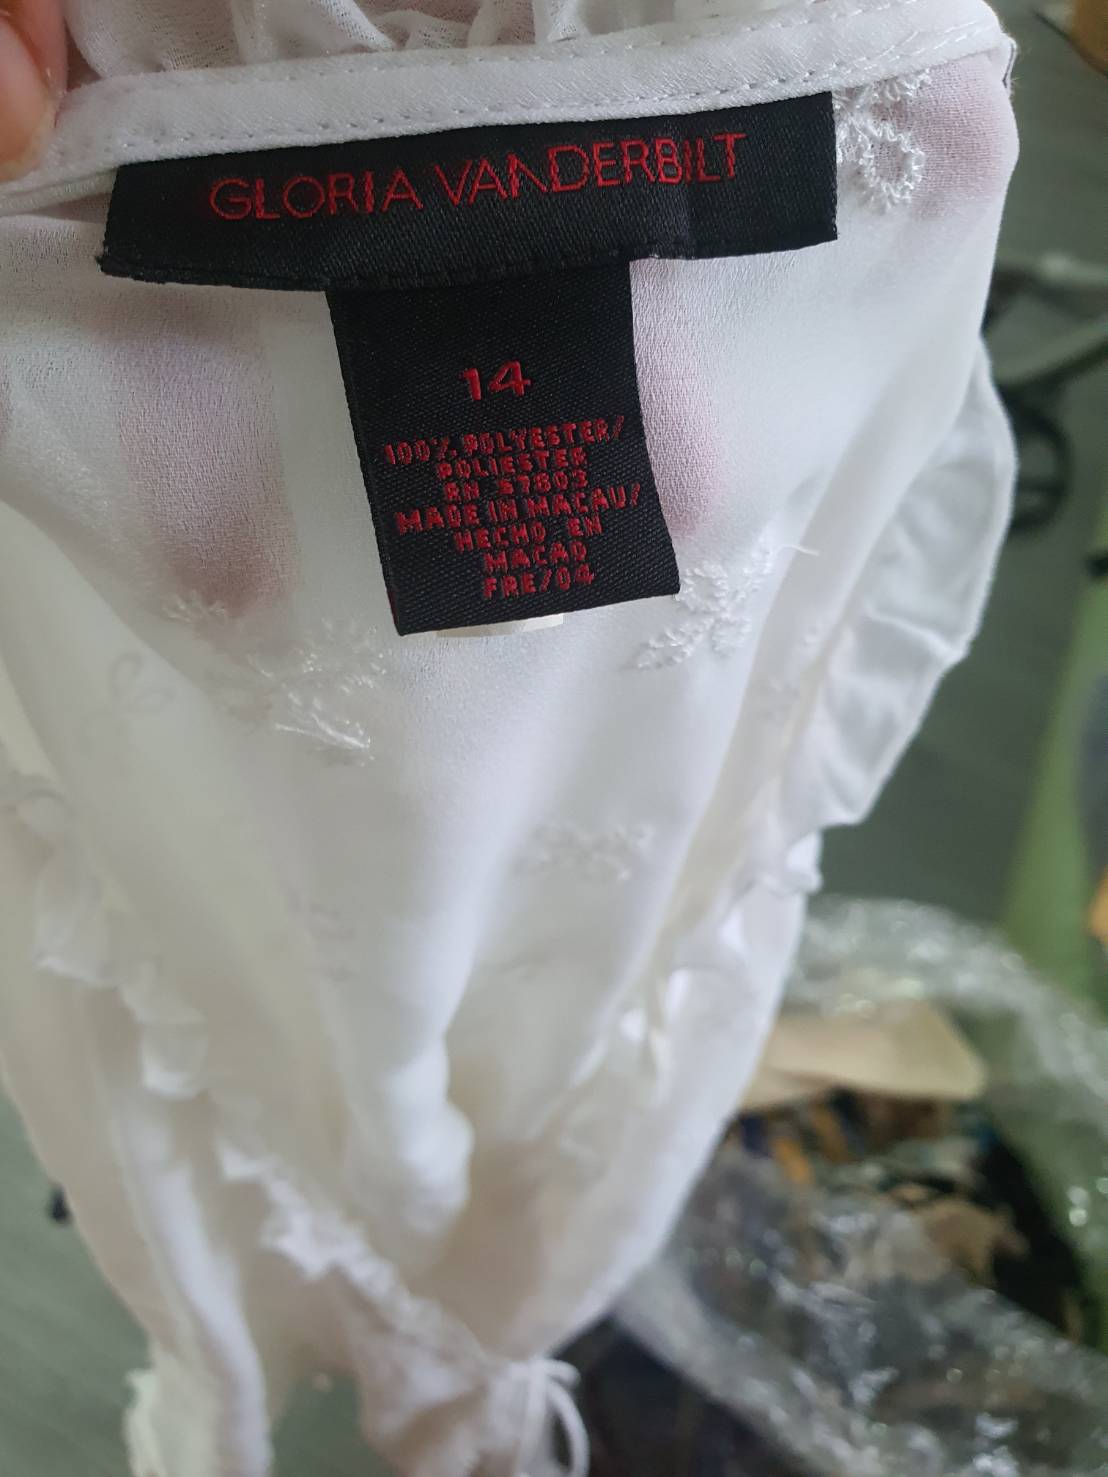 GLORIA VANDERBILT
14
100% POLYESTER/
POLIESTER
RN 57803
MADE IN MACAU/
HECHO EN
MACAO
FRE/04